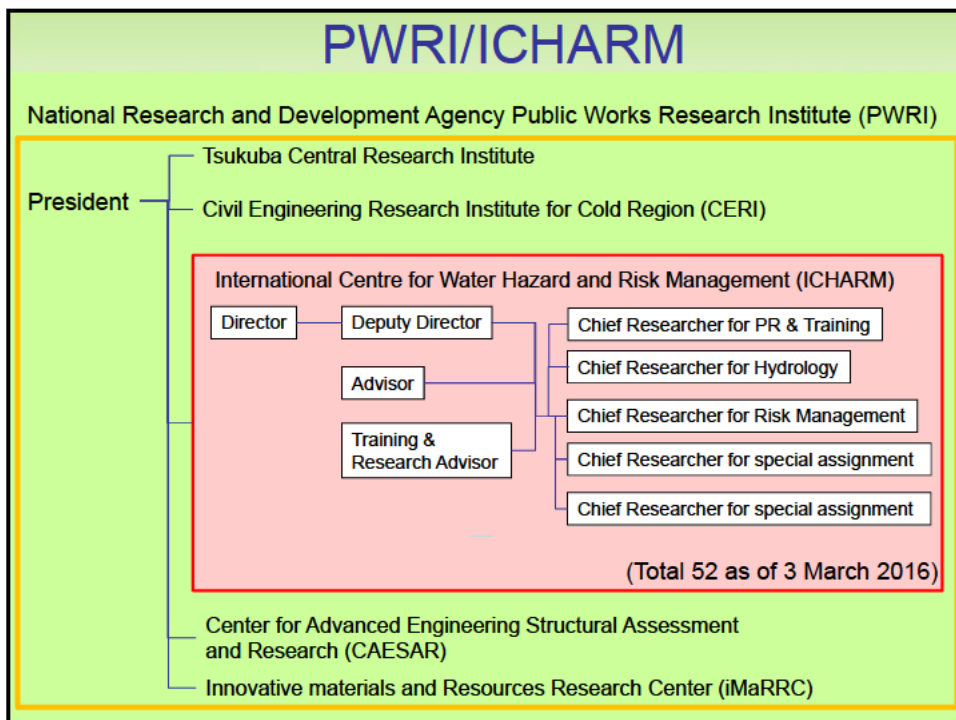 PWRI/ICHARM
National Research and Development Agency Public Works Research Institute (PWRI)
President
Tsukuba Central Research Institute
Civil Engineering Research Institute for Cold Region (CERI)
International Centre for Water Hazard and Risk Management (ICHARM)
Director
Deputy Director
Advisor
Training &
Research Advisor
Chief Researcher for PR & Training
Chief Researcher for Hydrology
Chief Researcher for Risk Management
Chief Researcher for special assignment
Chief Researcher for special assignment
(Total 52 as of 3 March 2016)
Center for Advanced Engineering Structural Assessment
and Research (CAESAR)
Innovative materials and Resources Research Center (iMaRRC)